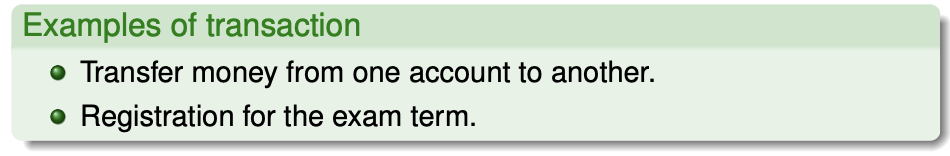 Examples of transaction
Transfer money from one account to another.
Registration for the exam term.